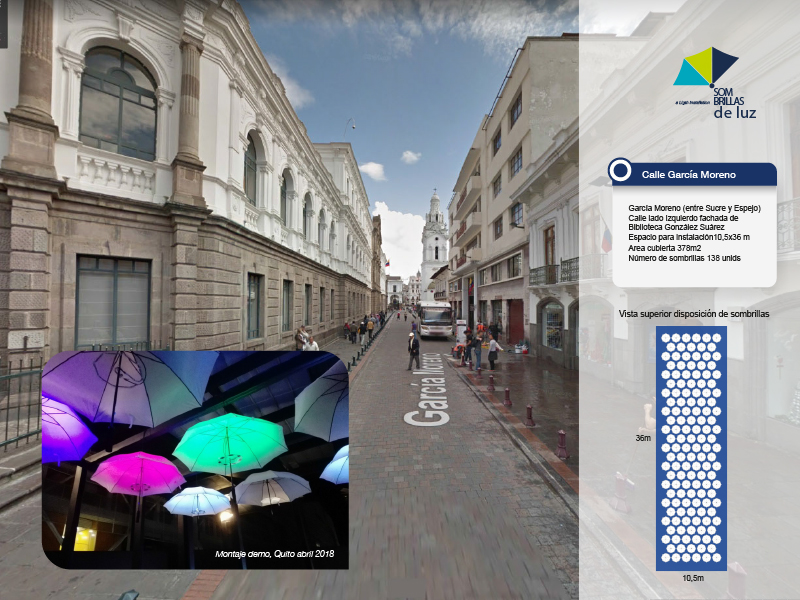 a Light Installation
SOM
BRILLAS
de luz
Calle García Moreno
García Moreno (entre Sucre y Espejo)
Calle lado izquierdo fachada de
Biblioteca González Suárez
Espacio para instalación10,5x36 m
Area cubierta 378m2
Número de sombrillas 138 unids
Vista superior disposición de sombrillas
36m
10,5m
García Moreno
Montaje demo, Quito abril 2018